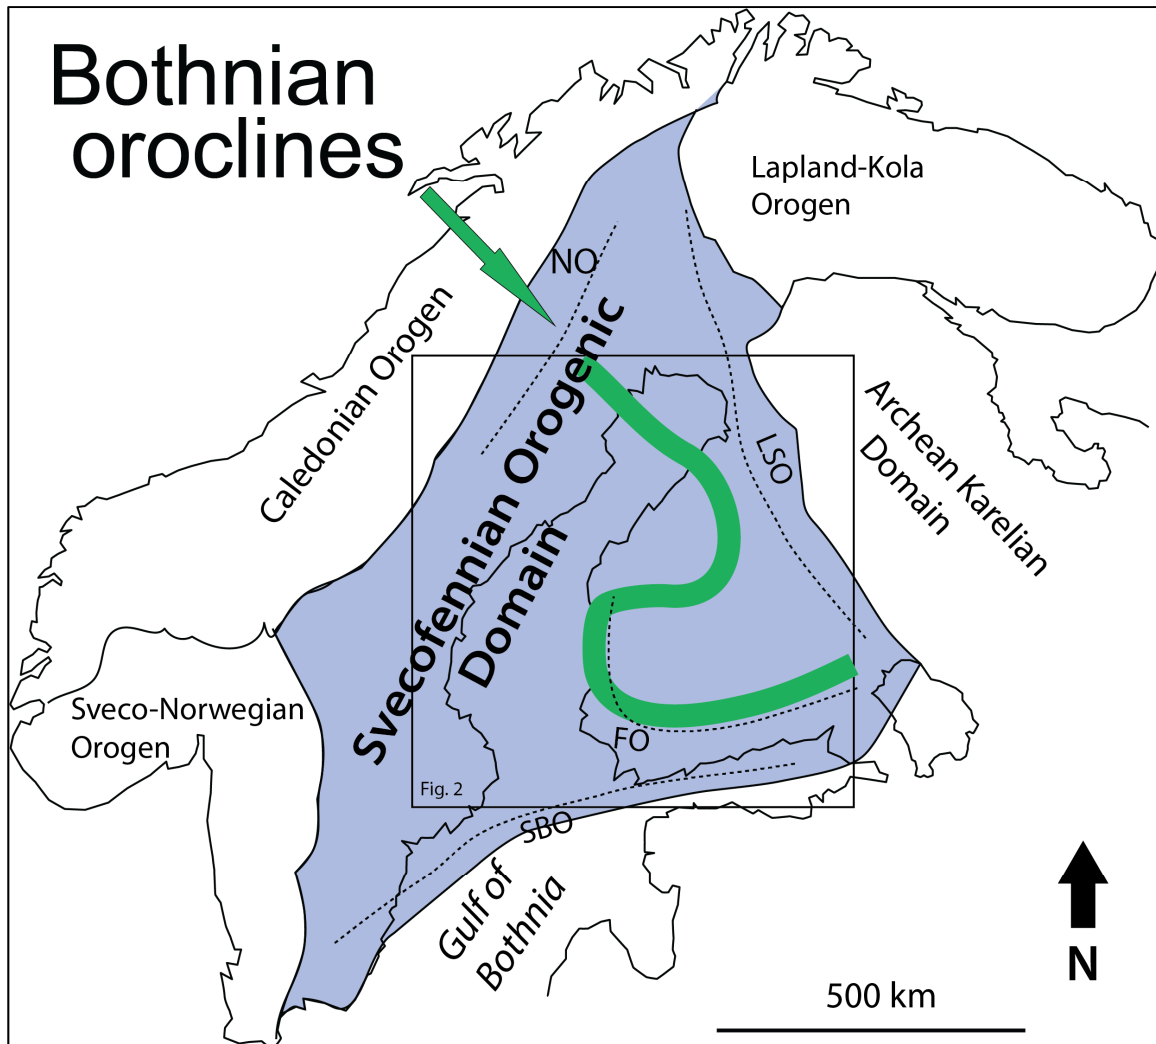 Bothnian
oroclines
Lapland-Kola
Orogen
NO
Caledonian Orogen
Svecofennian Orogenic
Domain
LSO
Archean Karelian
Domain
Sveco-Norwegian
Orogen
FO
Fig. 2
SBO
Gulf of
Bothnia
N
500 km